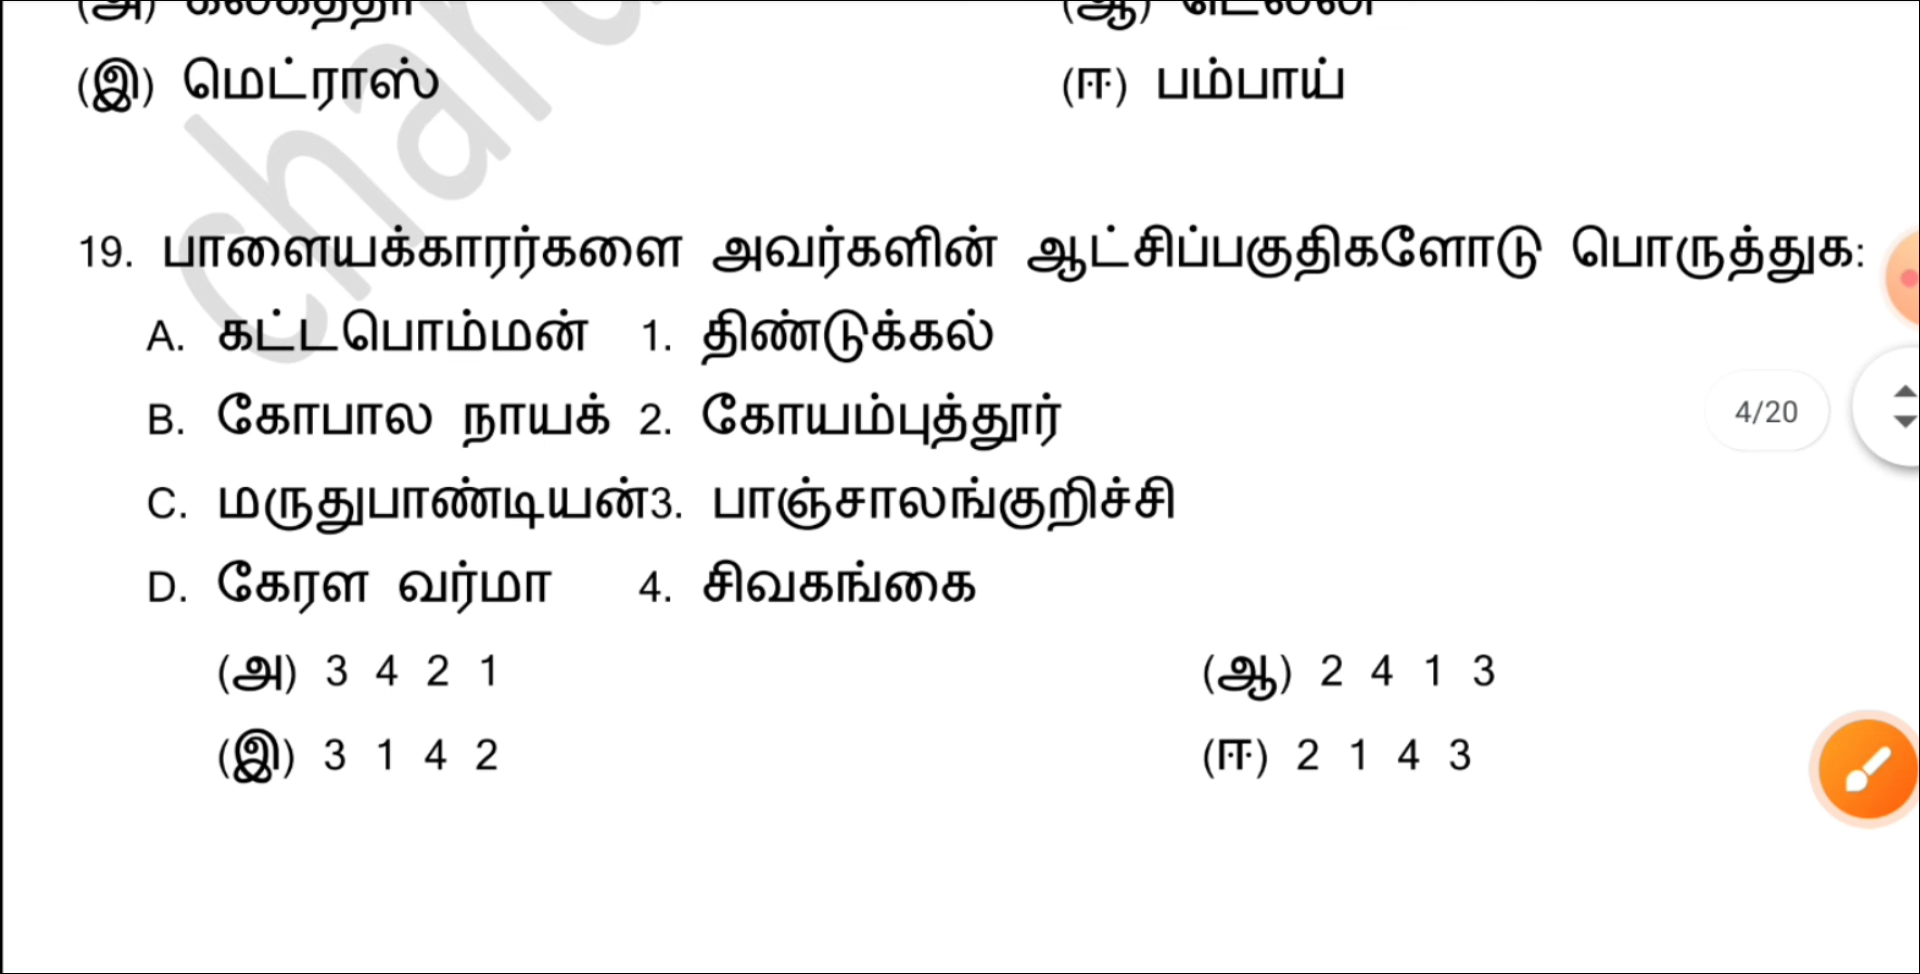 (இ) மெட்ராஸ் (ஈ) பம்பாய்
19. பாளையக்காரர்களை அவர்களின் ஆட்சிப்பகுதிகளோடு பொருத்துக:
A. கட்டபொம்மன் 1. திண்டுக்கல்
B. கோபால நாயக் 2. கோயம்புத்தூர்
4/20
C. மருதுபாண்டியன்3. பாஞ்சாலங்குறிச்சி
D. கேரள வர்மா 4. சிவகங்கை
(அ) 3 4 2 1 (ஆ) 2 4 1 3
(இ) 3 1 4 2 (ஈ) 2 1 4 3